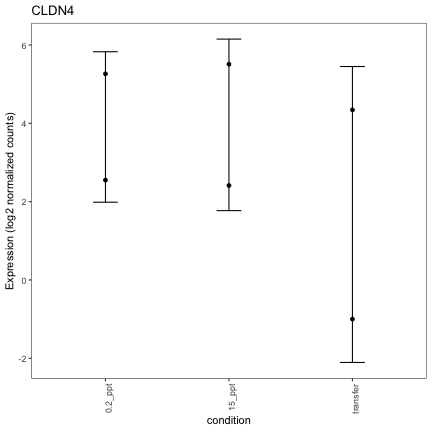 CLDN4
Expression (log2 normalized counts)
6
4
2
0
-2
0.2_ppt
15_ppt
transfer
condition